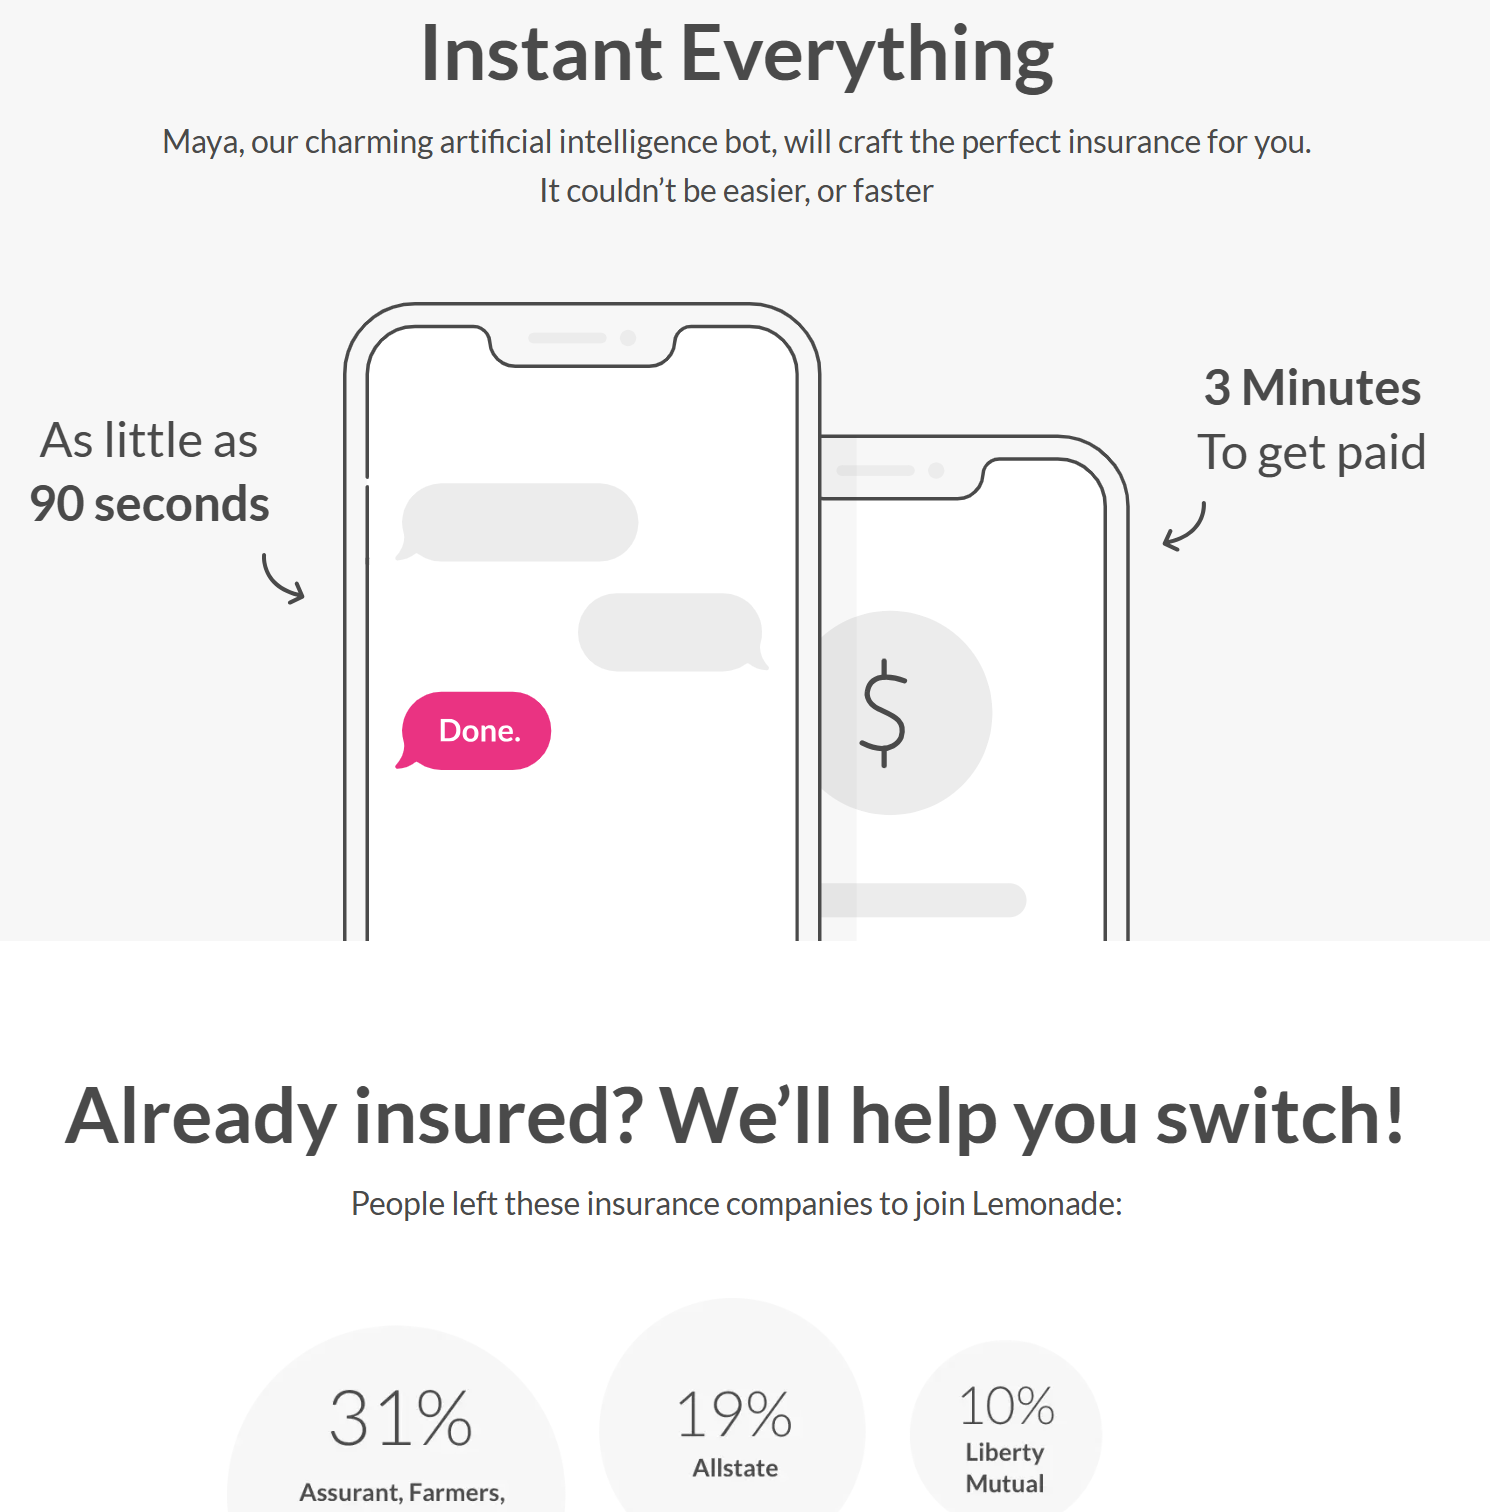 Instant Everything
Maya, our charming artificial intelligence bot, will craft the perfect insurance for you.
It couldn’t be easier, or faster
As little as
90 seconds
3 Minutes
To get paid
Done.
$
Already insured? We’ll help you switch!
People left these insurance companies to join Lemonade:
31%
Assurant, Farmers,
19%
Allstate
10%
Liberty
Mutual